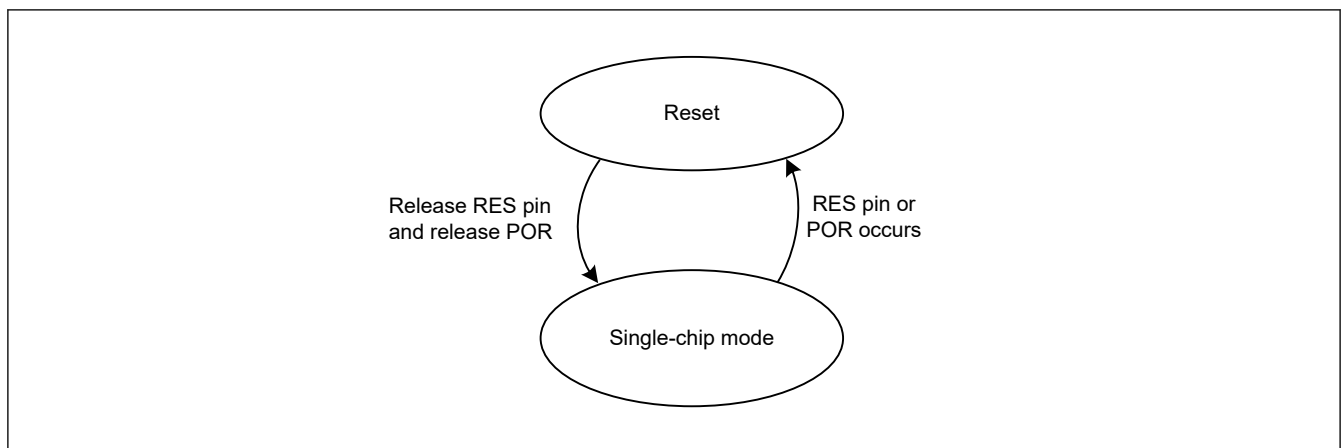 Reset
Release RES pin
and release POR
RES pin or
POR occurs
Single-chip mode